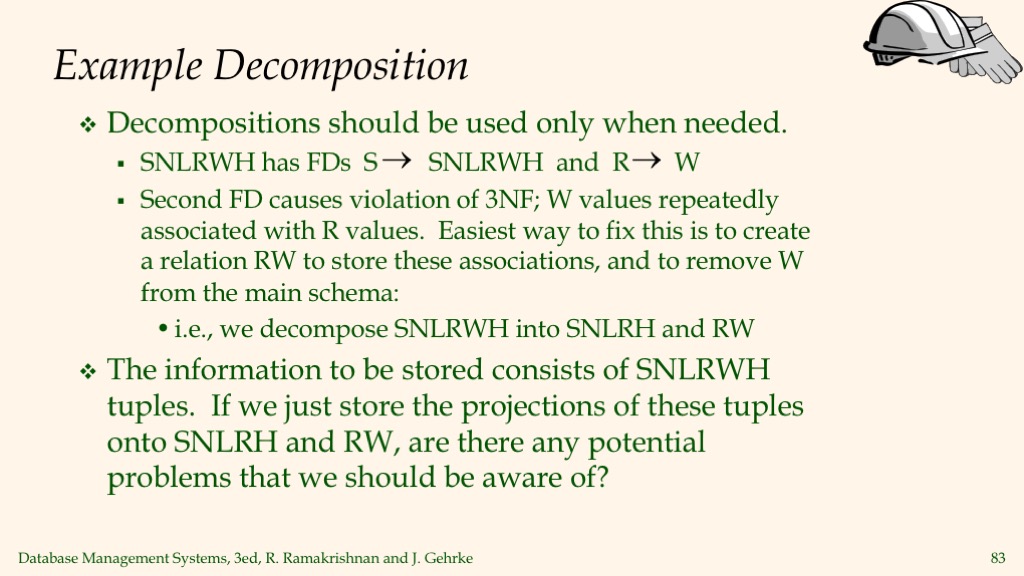 Example Decomposition
❖ Decompositions should be used only when needed.
▪ SNLRWH has FDs S → SNLRWH and R → W
▪ Second FD causes violation of 3NF; W values repeatedly
associated with R values. Easiest way to fix this is to create
a relation RW to store these associations, and to remove W
from the main schema:
• i.e., we decompose SNLRWH into SNLRH and RW
❖ The information to be stored consists of SNLRWH
tuples. If we just store the projections of these tuples
onto SNLRH and RW, are there any potential
problems that we should be aware of?
Database Management Systems, 3ed, R. Ramakrishnan and J. Gehrke
83